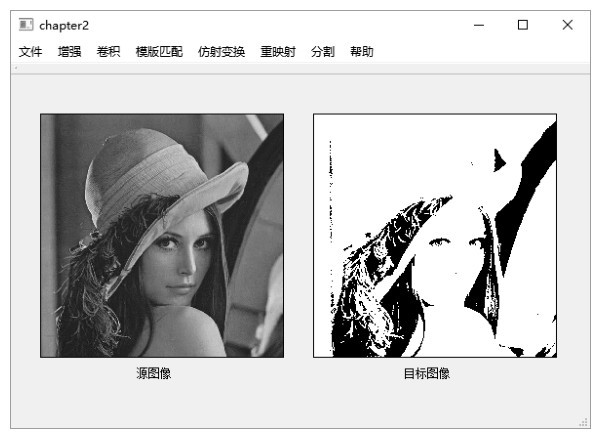 chapter2
文件 增强 卷积 模版匹配 仿射变换 重映射 分割 帮助
源图像 目标图像